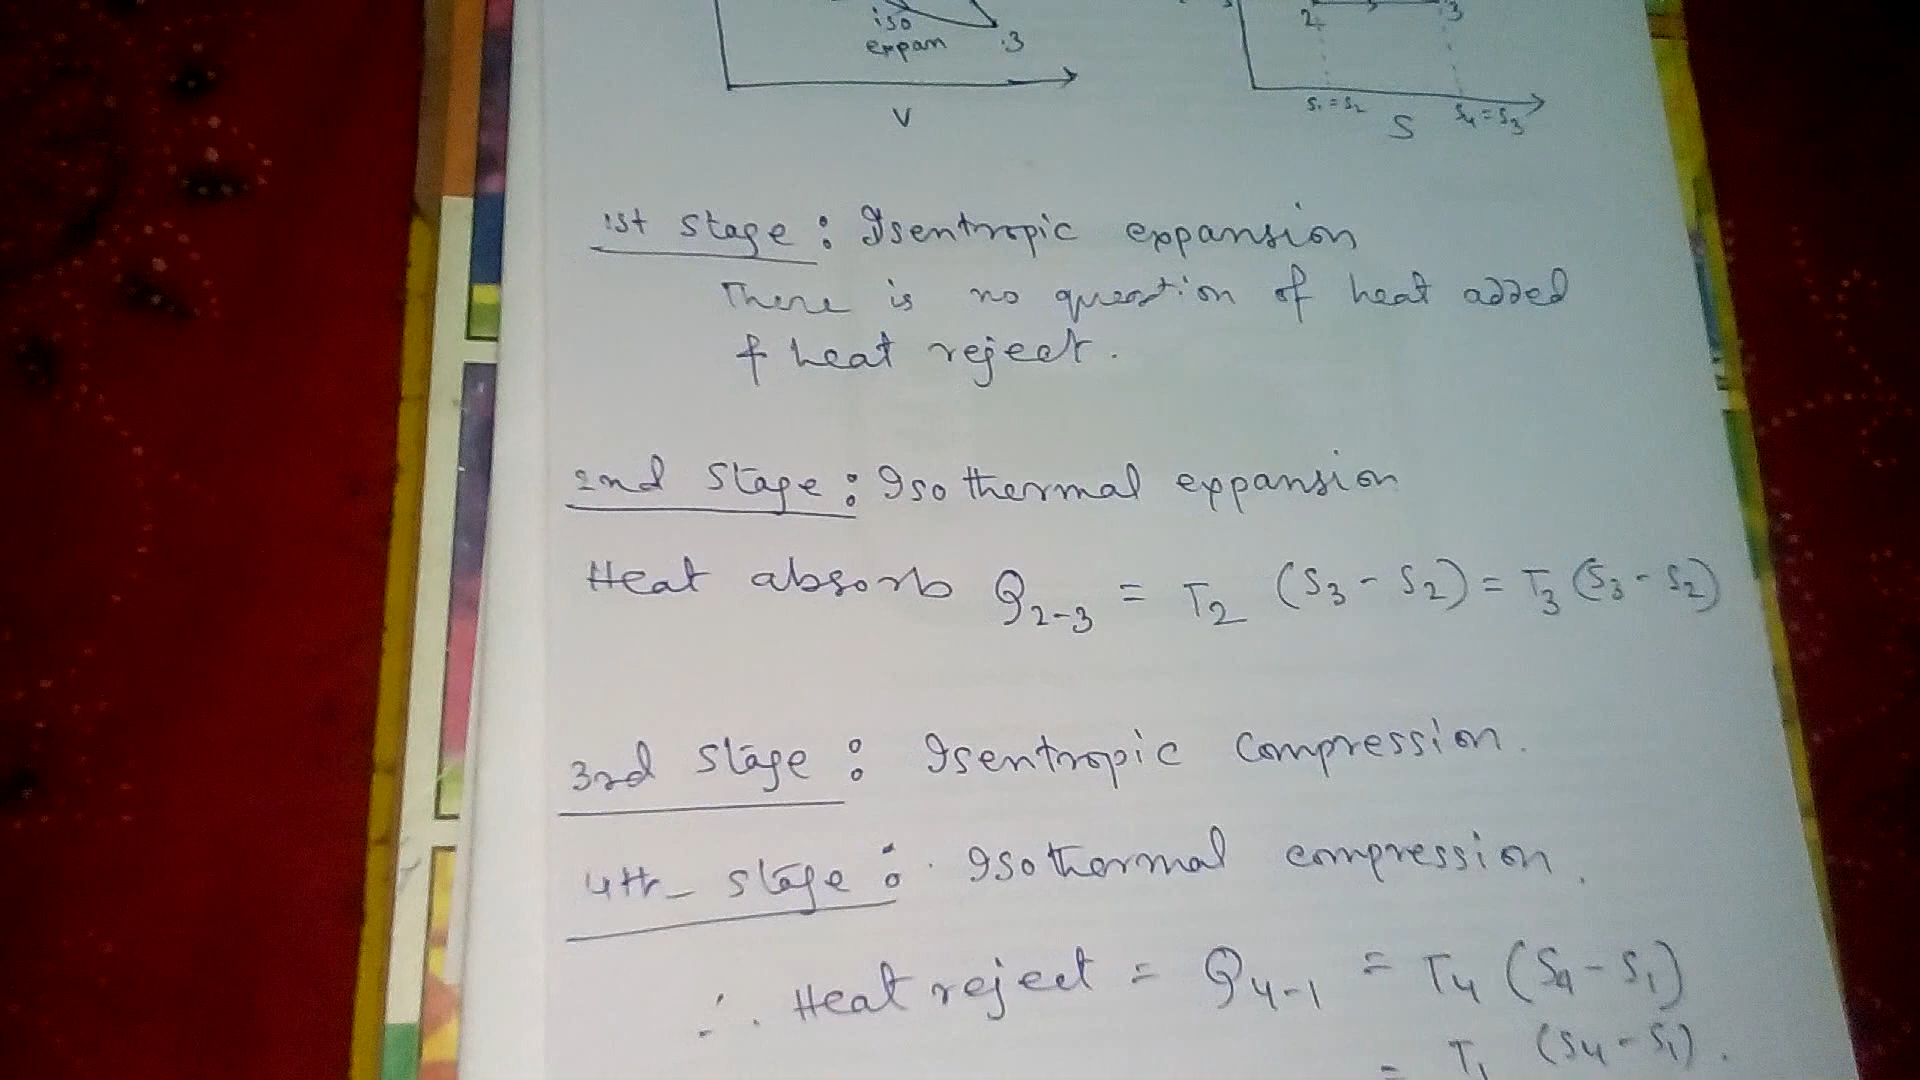 iso
expan
.3
V
2
3
S₁ = S₂
S₄ = S₃
S
1st stage : Isentropic expansion
There is no question of heat added
& heat reject.
2nd Stage : Isothermal expansion
Heat absorb Q₂₋₃ = T₂ (S₃ - S₂) = T₃ (S₃ - S₂)
3rd stage : Isentropic Compression.
4th stage : Isothermal compression.
∴ Heat reject = Q₄₋₁ = T₄ (S₄ - S₁)
= T₁ (S₄ - S₁).